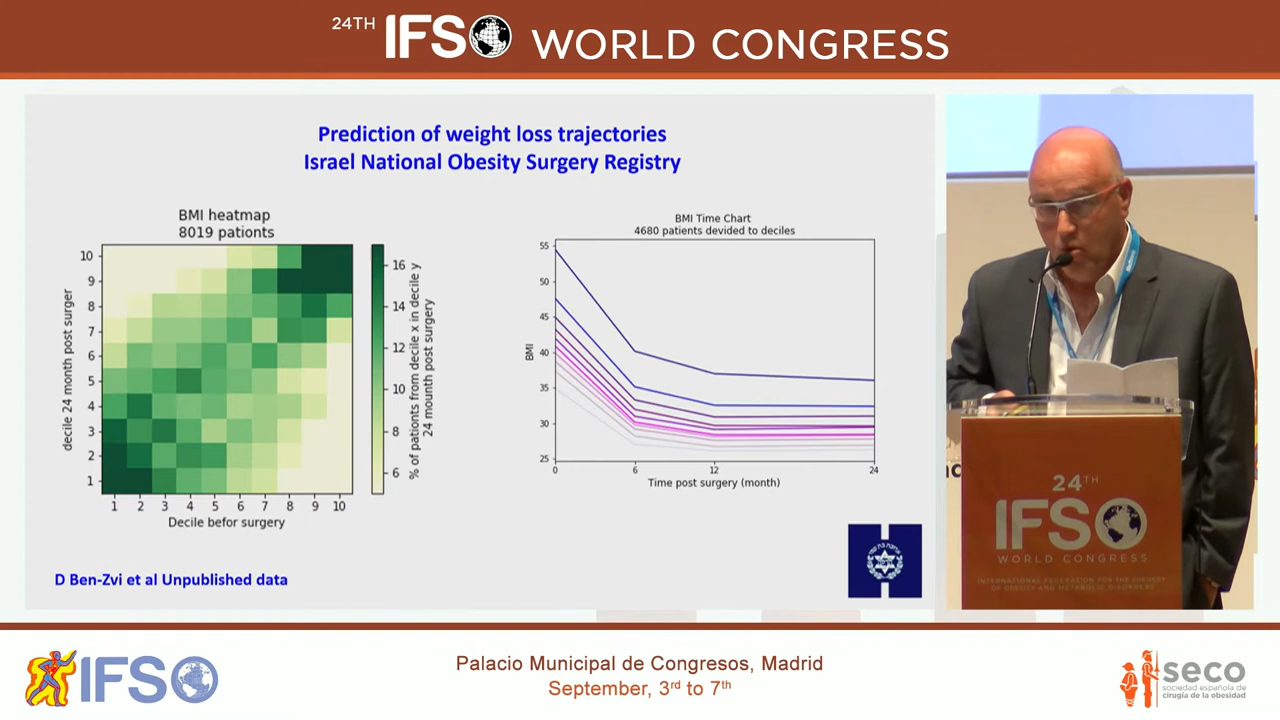 24TH IFSO WORLD CONGRESS
Prediction of weight loss trajectories
Israel National Obesity Surgery Registry
BMI heatmap
8019 pationts
decile 24 month post surger
10
9
8
7
6
5
4
3
2
1
1 2 3 4 5 6 7 8 9 10
Decile befor surgery
16
14
12
10
8
6
% of patients from decile x in decile y
24 mounth post surgery
BMI Time Chart
4680 patients devided to deciles
BMI
55
50
45
40
35
30
25
0 6 12 24
Time post surgery (month)
D Ben-Zvi et al Unpublished data
24TH
IFSO
WORLD CONGRESS
INTERNATIONAL FEDERATION FOR THE SURGERY
OF OBESITY AND METABOLIC DISORDERS
IFSO
Palacio Municipal de Congresos, Madrid
September, 3rd to 7th
seco
sociedad española de
cirugía de la obesidad